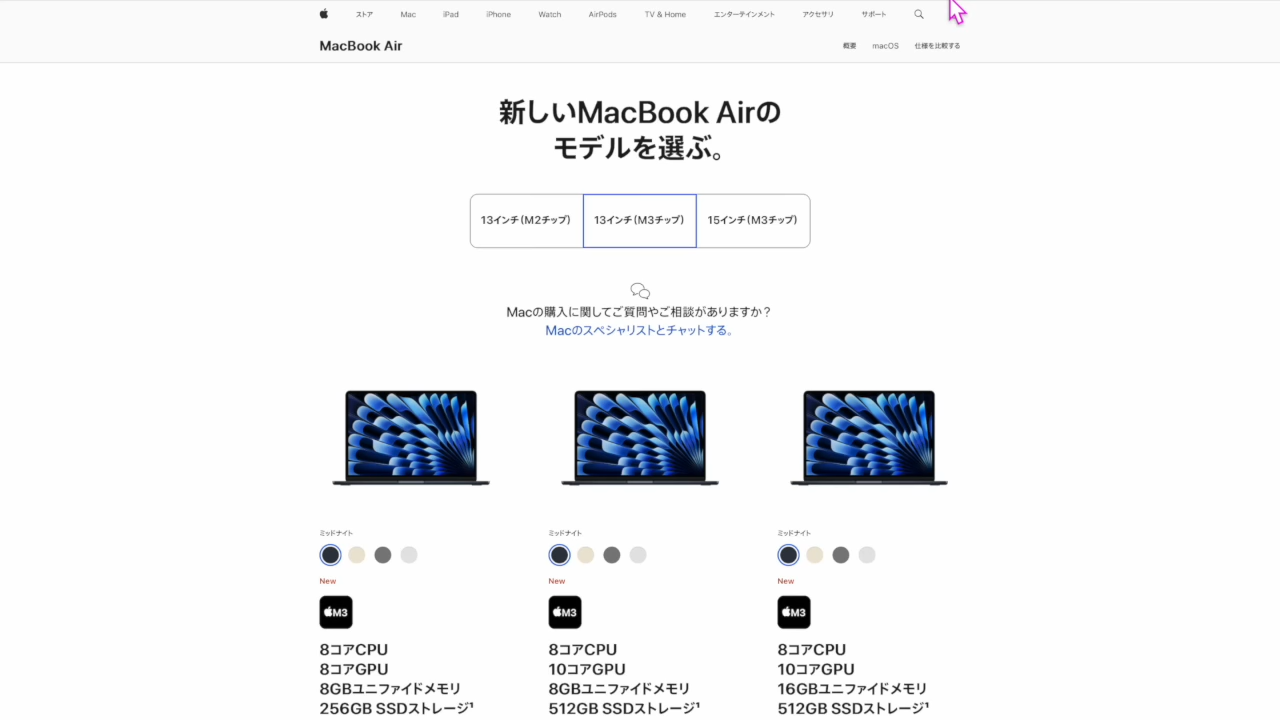 ストア Mac iPad iPhone Watch AirPods TV & Home エンターテインメント アクセサリ サポート
MacBook Air 概要 macOS 仕様を比較する
新しいMacBook Airの
モデルを選ぶ。
13インチ(M2チップ) 13インチ(M3チップ) 15インチ(M3チップ)
Macの購入に関してご質問やご相談がありますか?
Macのスペシャリストとチャットする。
ミッドナイト ミッドナイト ミッドナイト
New New New
M3 M3 M3
8コアCPU 8コアCPU 8コアCPU
8コアGPU 10コアGPU 10コアGPU
8GBユニファイドメモリ 8GBユニファイドメモリ 16GBユニファイドメモリ
256GB SSDストレージ¹ 512GB SSDストレージ¹ 512GB SSDストレージ¹